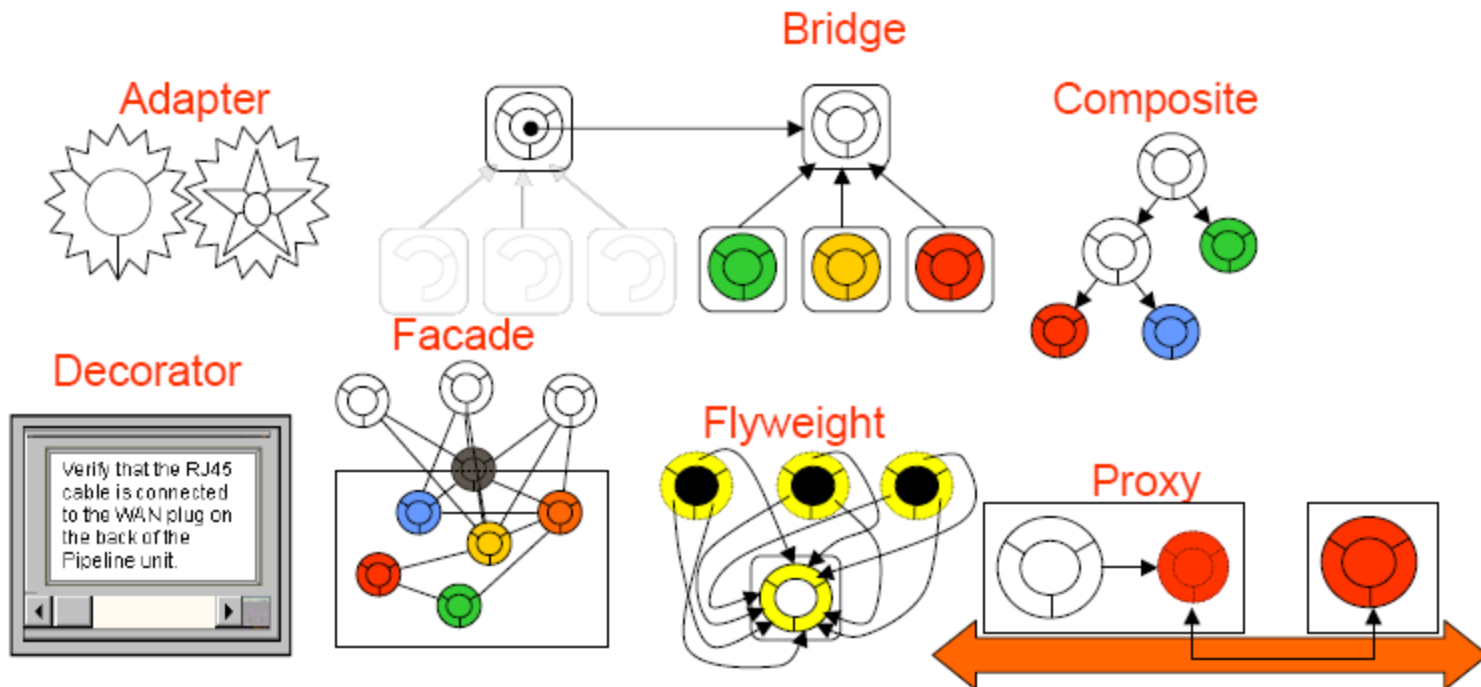 Bridge
Adapter
Composite
Facade
Decorator
Flyweight
Verify that the RJ45
cable is connected
to the WAN plug on
the back of the
Pipeline unit.
Proxy